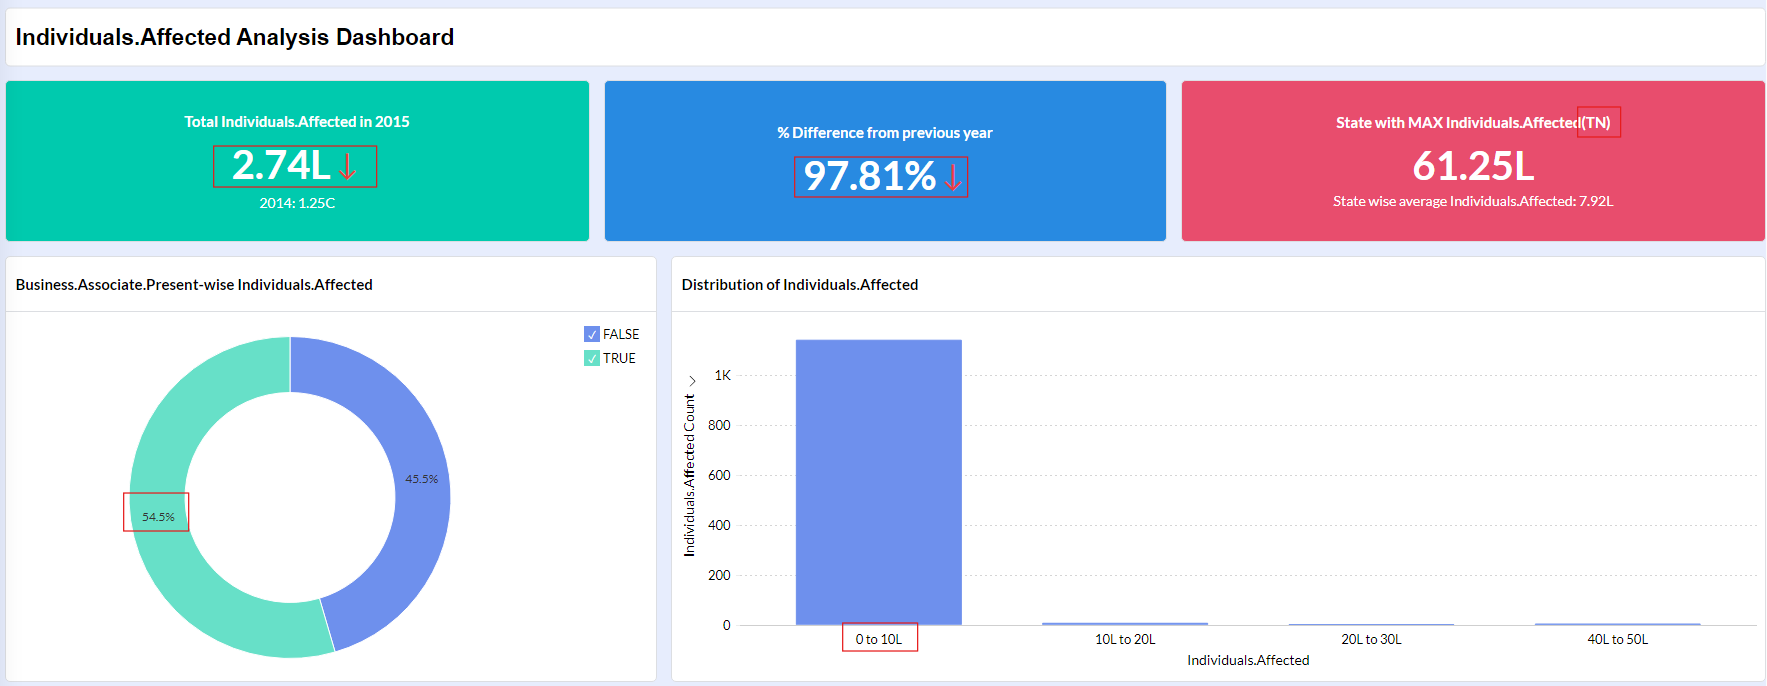 Individuals.Affected Analysis Dashboard
Total Individuals.Affected in 2015
2.74L↓
2014: 1.25C
% Difference from previous year
97.81%↓
State with MAX Individuals.Affected(TN)
61.25L
State wise average Individuals.Affected: 7.92L
Business.Associate.Present-wise Individuals.Affected
FALSE
TRUE
45.5%
54.5%
Distribution of Individuals.Affected
Individuals.Affected Count
1K
800
600
400
200
0
0 to 10L
10L to 20L
20L to 30L
40L to 50L
Individuals.Affected